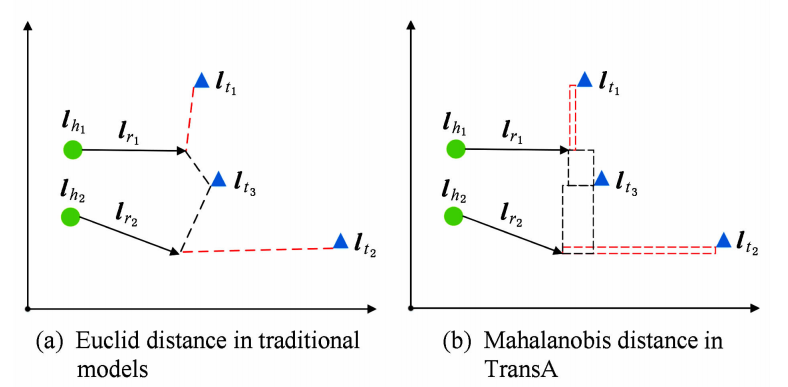 l_{t_1}
l_{h_1}
l_{r_1}
l_{t_3}
l_{h_2}
l_{r_2}
l_{t_2}
(a) Euclid distance in traditional
models
l_{t_1}
l_{h_1}
l_{r_1}
l_{t_3}
l_{h_2}
l_{r_2}
l_{t_2}
(b) Mahalanobis distance in
TransA